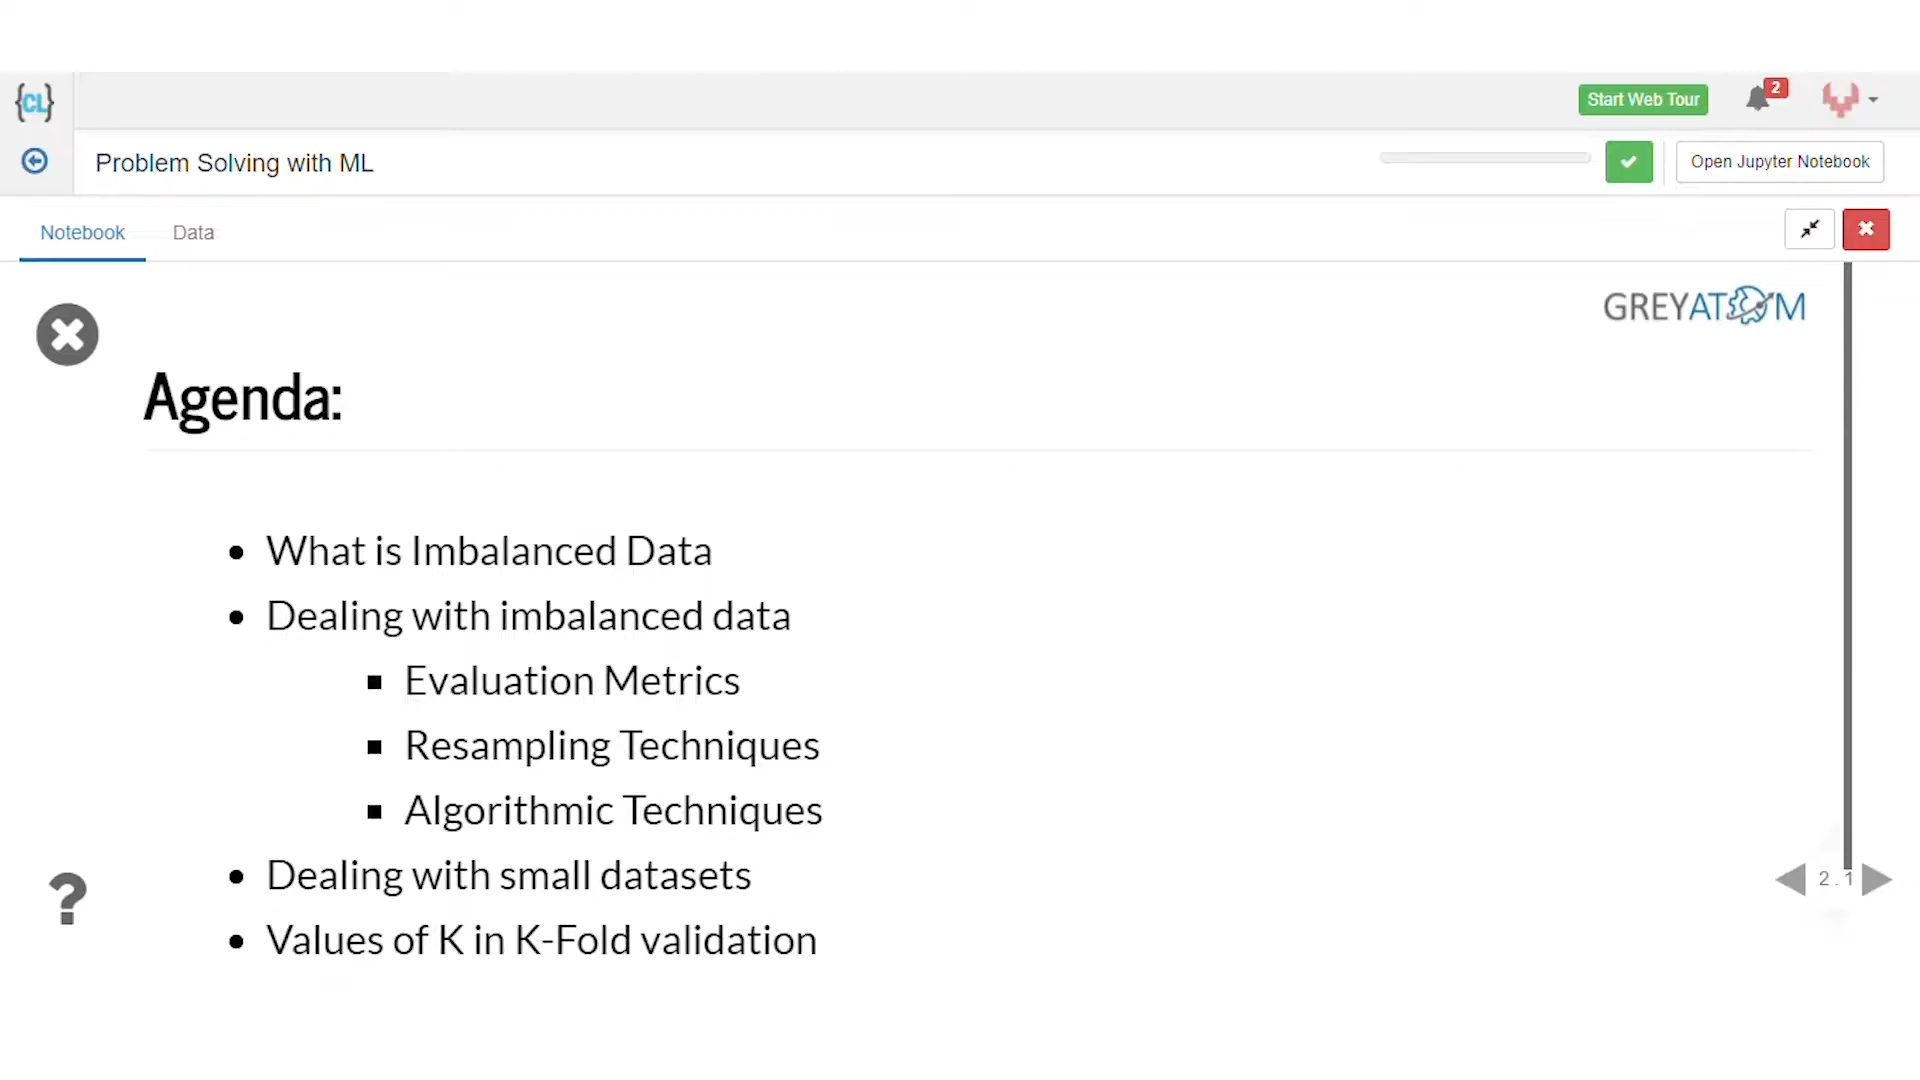 {CL}
Start Web Tour
2
Problem Solving with ML
Open Jupyter Notebook
Notebook Data
GREYATOM
Agenda:
What is Imbalanced Data
Dealing with imbalanced data
Evaluation Metrics
Resampling Techniques
Algorithmic Techniques
Dealing with small datasets
2.1
?
Values of K in K-Fold validation